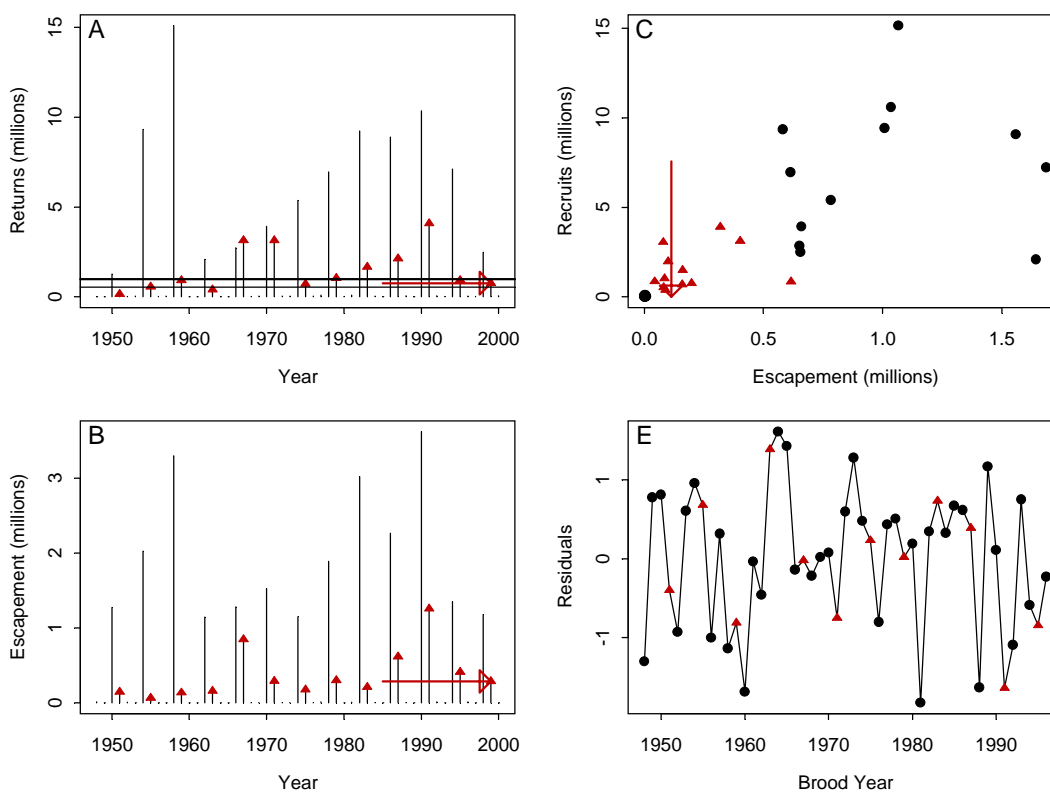 A
Returns (millions)
15
10
5
0
1950 1960 1970 1980 1990 2000
Year
C
Recruits (millions)
15
10
5
0
0.0 0.5 1.0 1.5
Escapement (millions)
B
Escapement (millions)
3
2
1
0
1950 1960 1970 1980 1990 2000
Year
E
Residuals
1
0
-1
1950 1960 1970 1980 1990
Brood Year